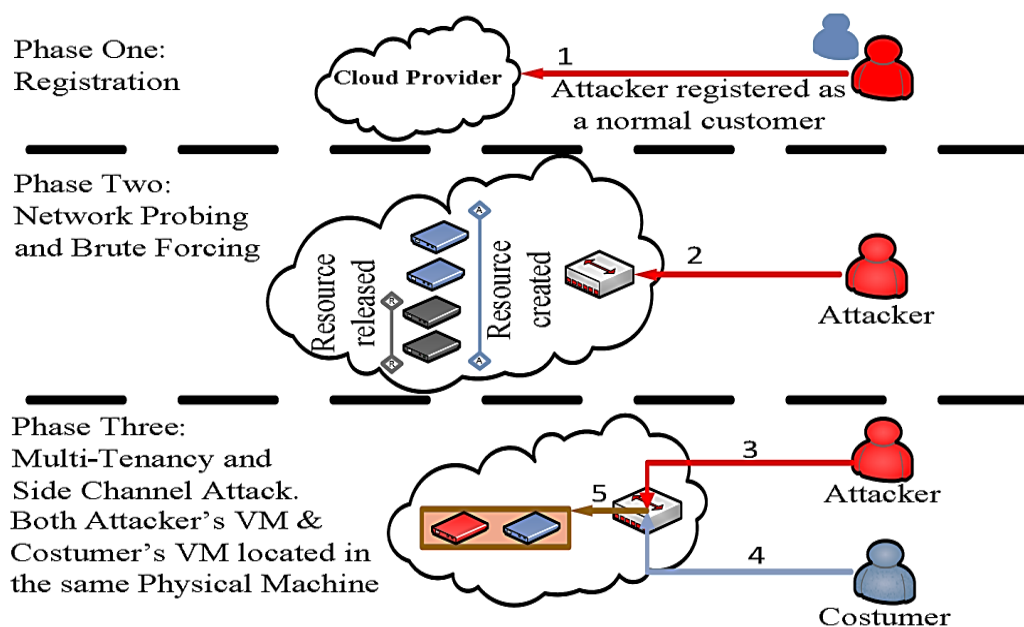 Phase One:
Registration
Cloud Provider
1
Attacker registered as
a normal customer
Phase Two:
Network Probing
and Brute Forcing
Resource
released
R
R
A
A
Resource
created
2
Attacker
Phase Three:
Multi-Tenancy and
Side Channel Attack.
Both Attacker's VM &
Costumer's VM located in
the same Physical Machine
5
3
Attacker
4
Costumer